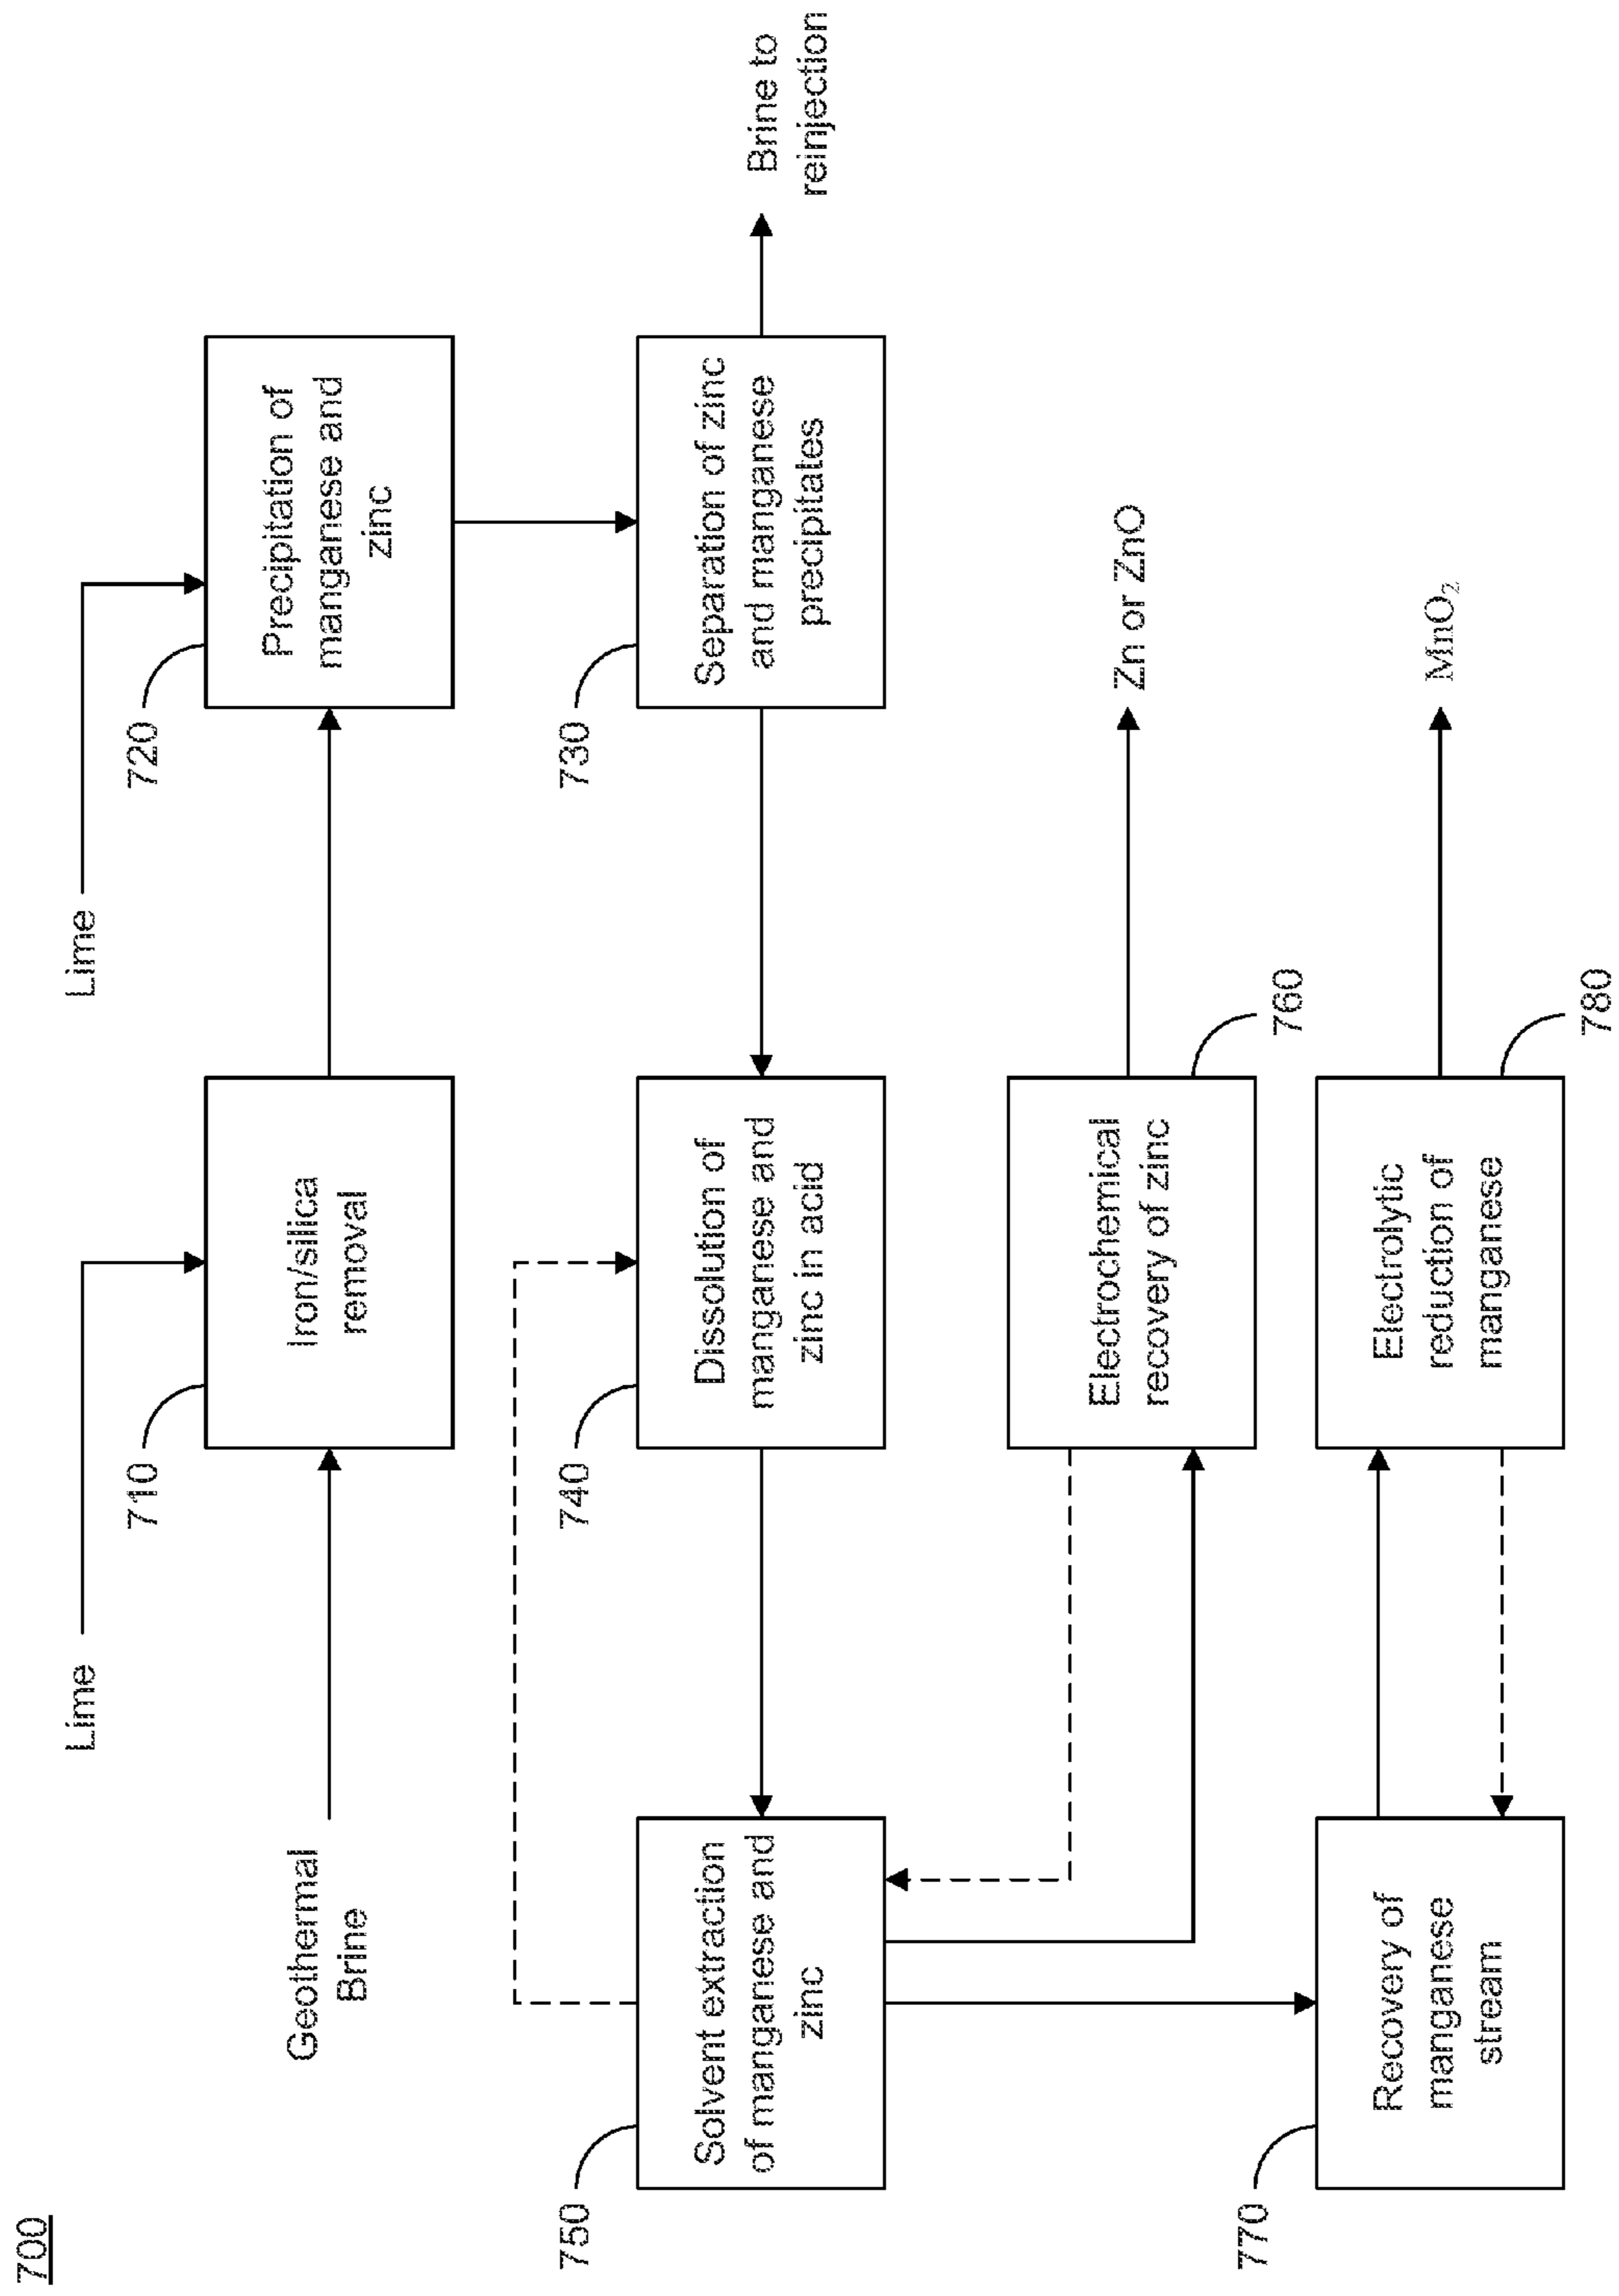 700
Lime
Lime
Geothermal
Brine
710
Iron/silica
removal
720
Precipitation of
manganese and
zinc
750
Solvent extraction
of manganese and
zinc
740
Dissolution of
manganese and
zinc in acid
730
Separation of zinc
and manganese
precipitates
Brine to
reinjection
Electrochemical
recovery of zinc
760
Zn or ZnO
770
Recovery of
manganese
stream
Electrolytic
reduction of
manganese
780
MnO₂